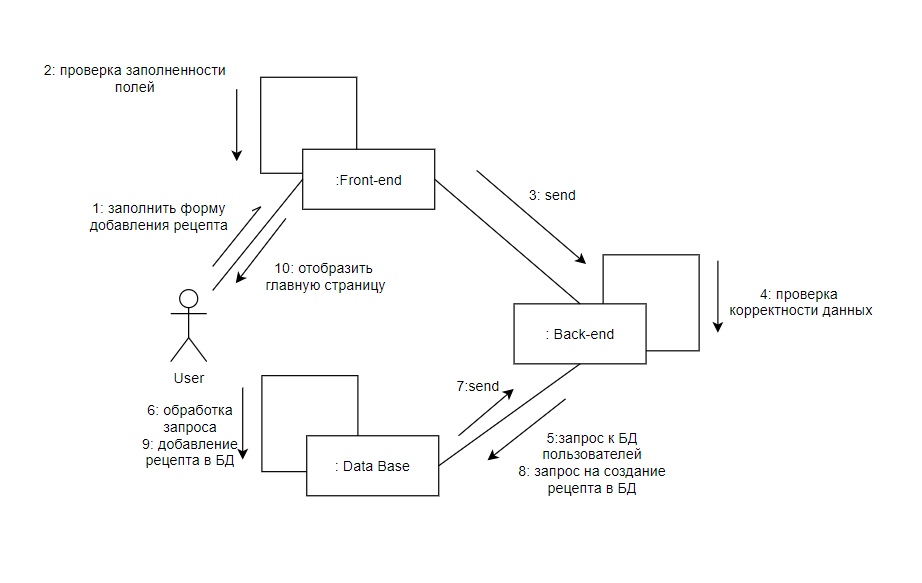 2: проверка заполненности
полей
:Front-end
3: send
1: заполнить форму
добавления рецепта
10: отобразить
главную страницу
4: проверка
корректности данных
: Back-end
User
7:send
6: обработка
запроса
9: добавление
рецепта в БД
: Data Base
5:запрос к БД
пользователей
8: запрос на создание
рецепта в БД